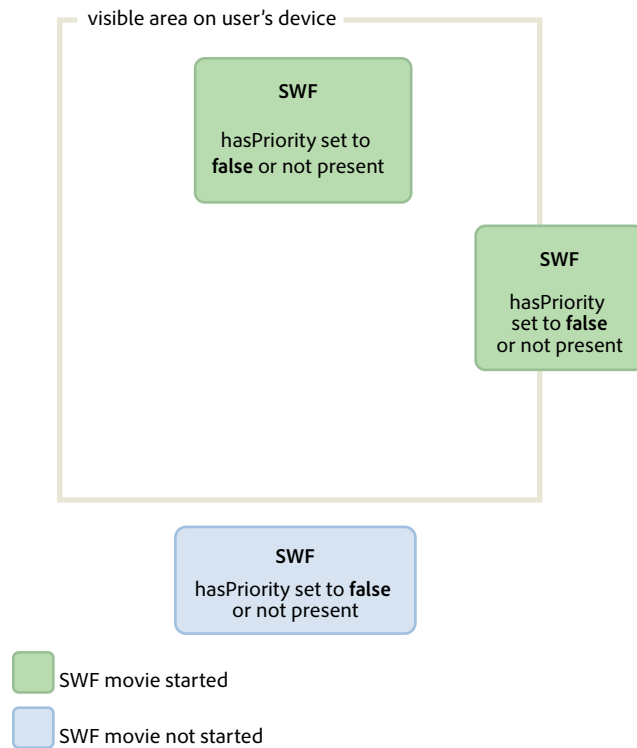 visible area on user’s device
SWF
hasPriority set to
false or not present
SWF
hasPriority
set to false
or not present
SWF
hasPriority set to false
or not present
SWF movie started
SWF movie not started